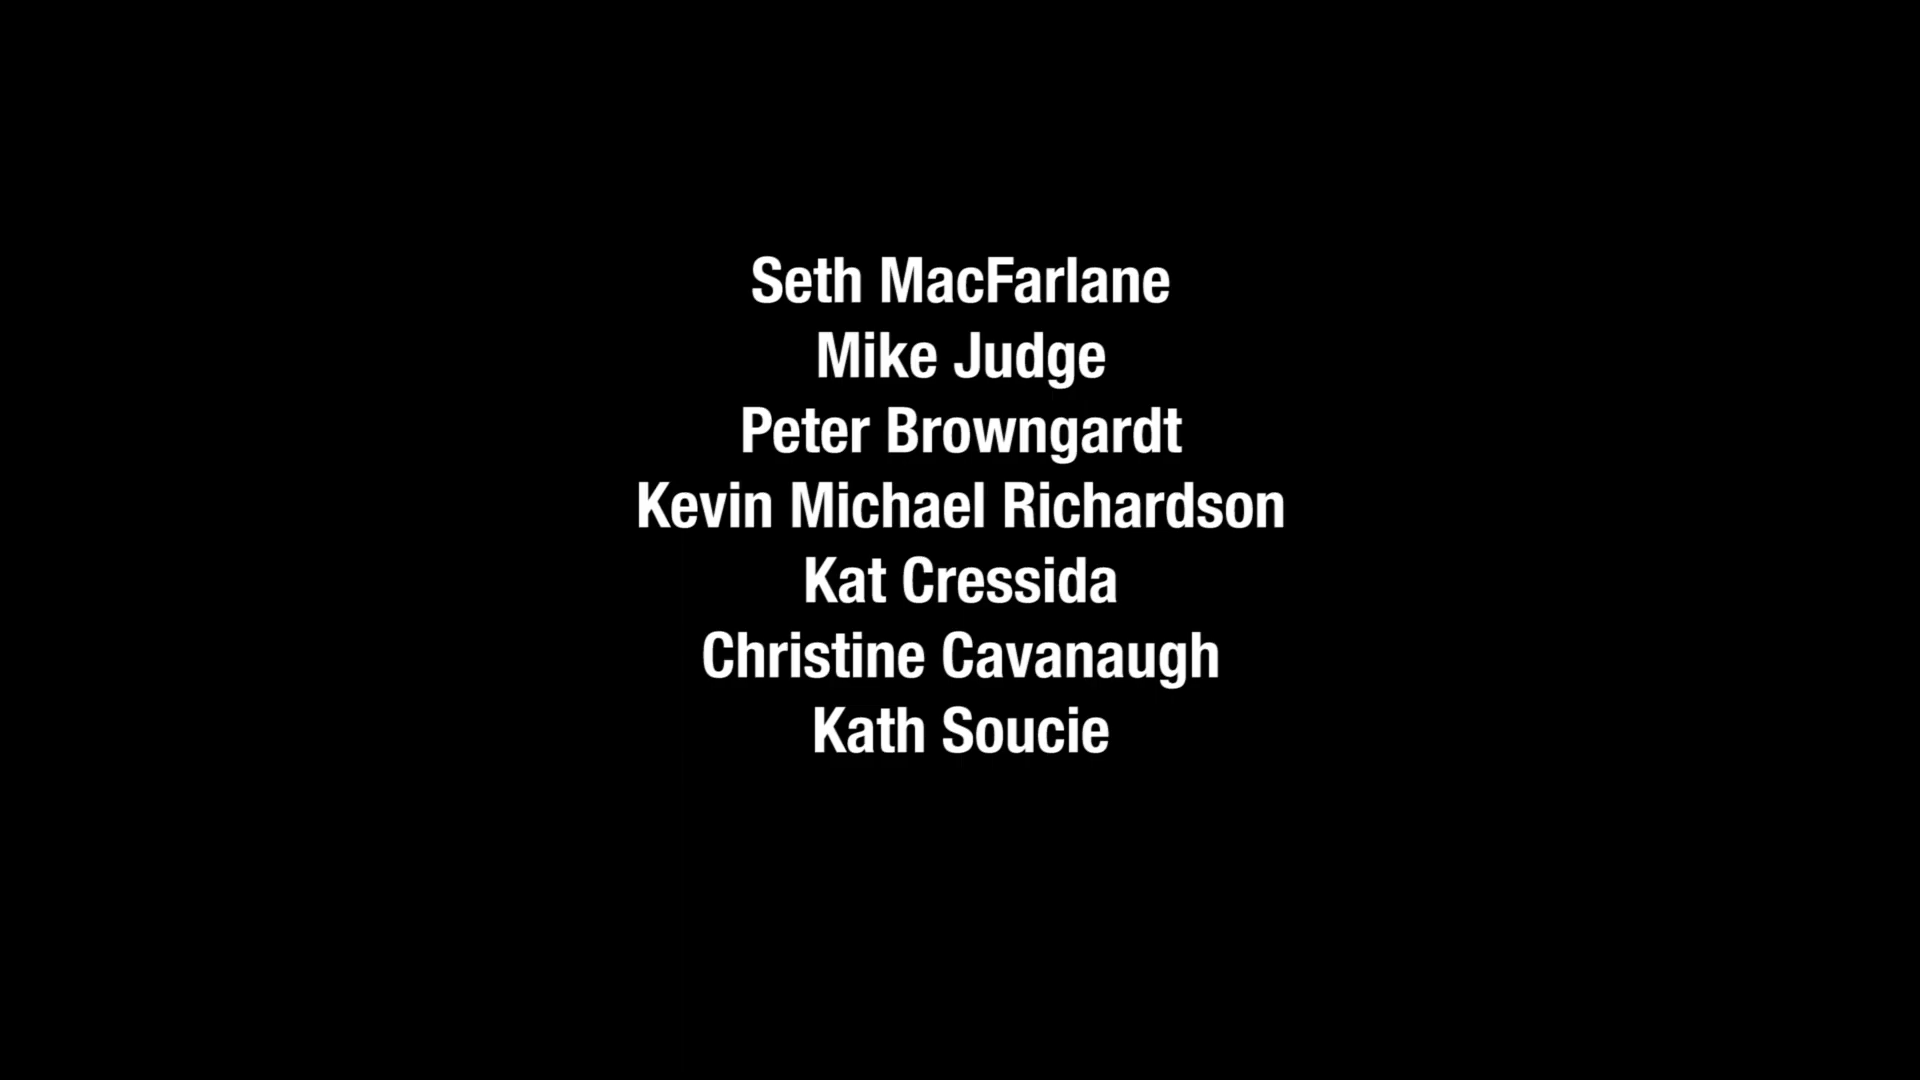 Seth MacFarlane
Mike Judge
Peter Browngardt
Kevin Michael Richardson
Kat Cressida
Christine Cavanaugh
Kath Soucie